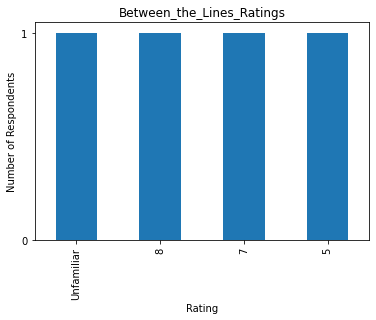 Between_the_Lines_Ratings
Number of Respondents
1
0
Unfamiliar
8
7
5
Rating